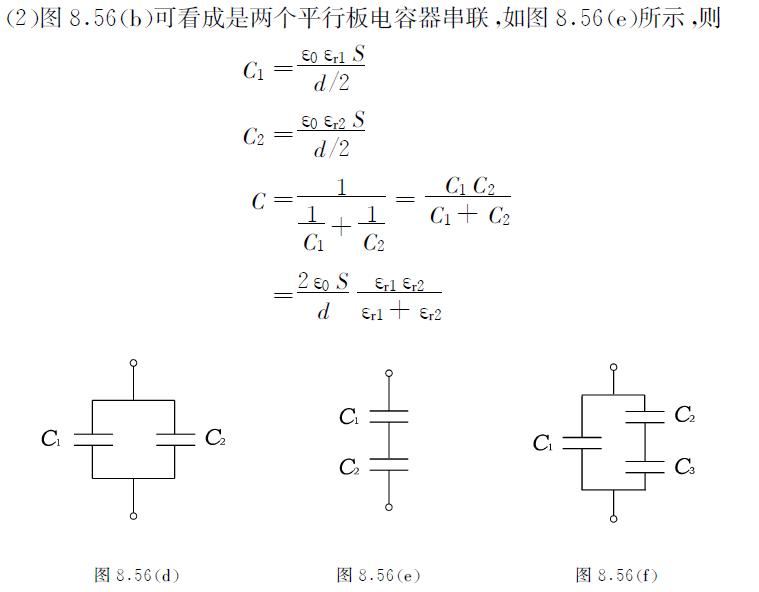 (2)图 8.56(b)可看成是两个平行板电容器串联,如图 8.56(e)所示,则
C₁ = ε₀ εᵣ₁ S / (d/2)
C₂ = ε₀ εᵣ₂ S / (d/2)
C = 1 / (1/C₁ + 1/C₂) = C₁ C₂ / (C₁ + C₂)
= (2 ε₀ S / d) (εᵣ₁ εᵣ₂ / (εᵣ₁ + εᵣ₂))
C₁ C₂ C₁ C₂ C₁ C₂ C₃
图 8.56(d) 图 8.56(e) 图 8.56(f)